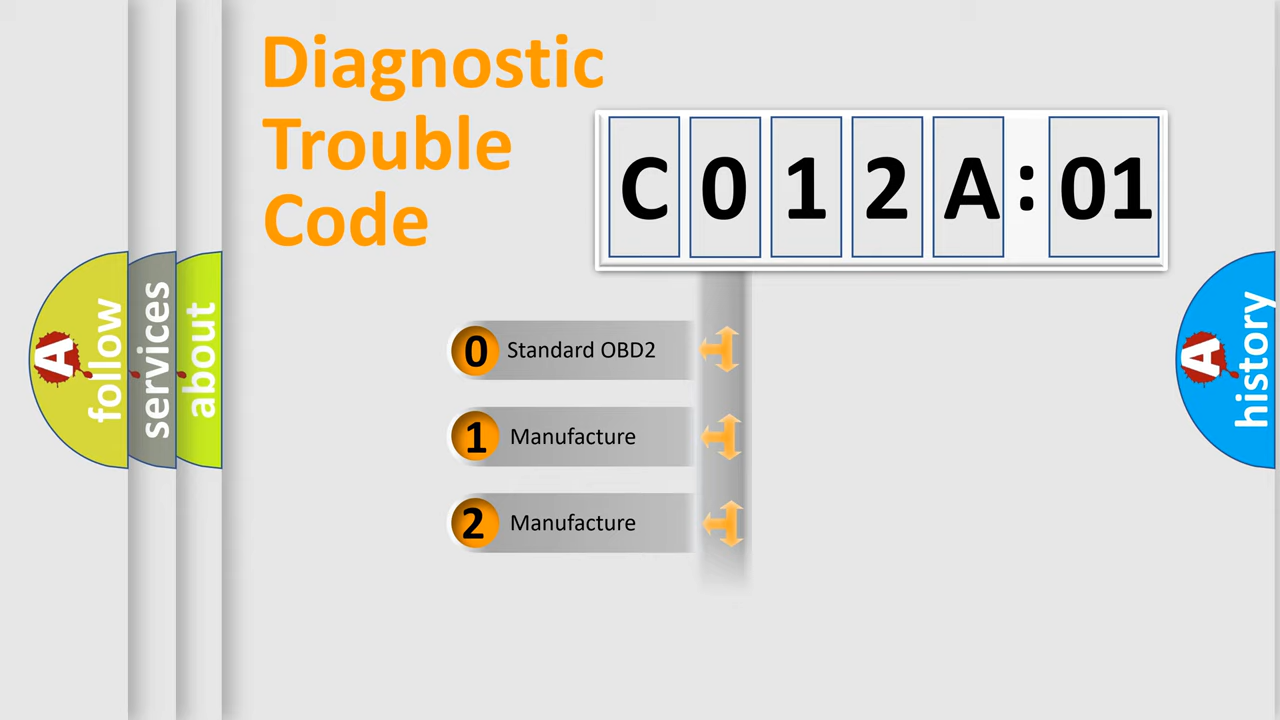 Diagnostic
Trouble
Code
C 0 1 2 A : 01
0 Standard OBD2
1 Manufacture
2 Manufacture
A follow
services
about
A history